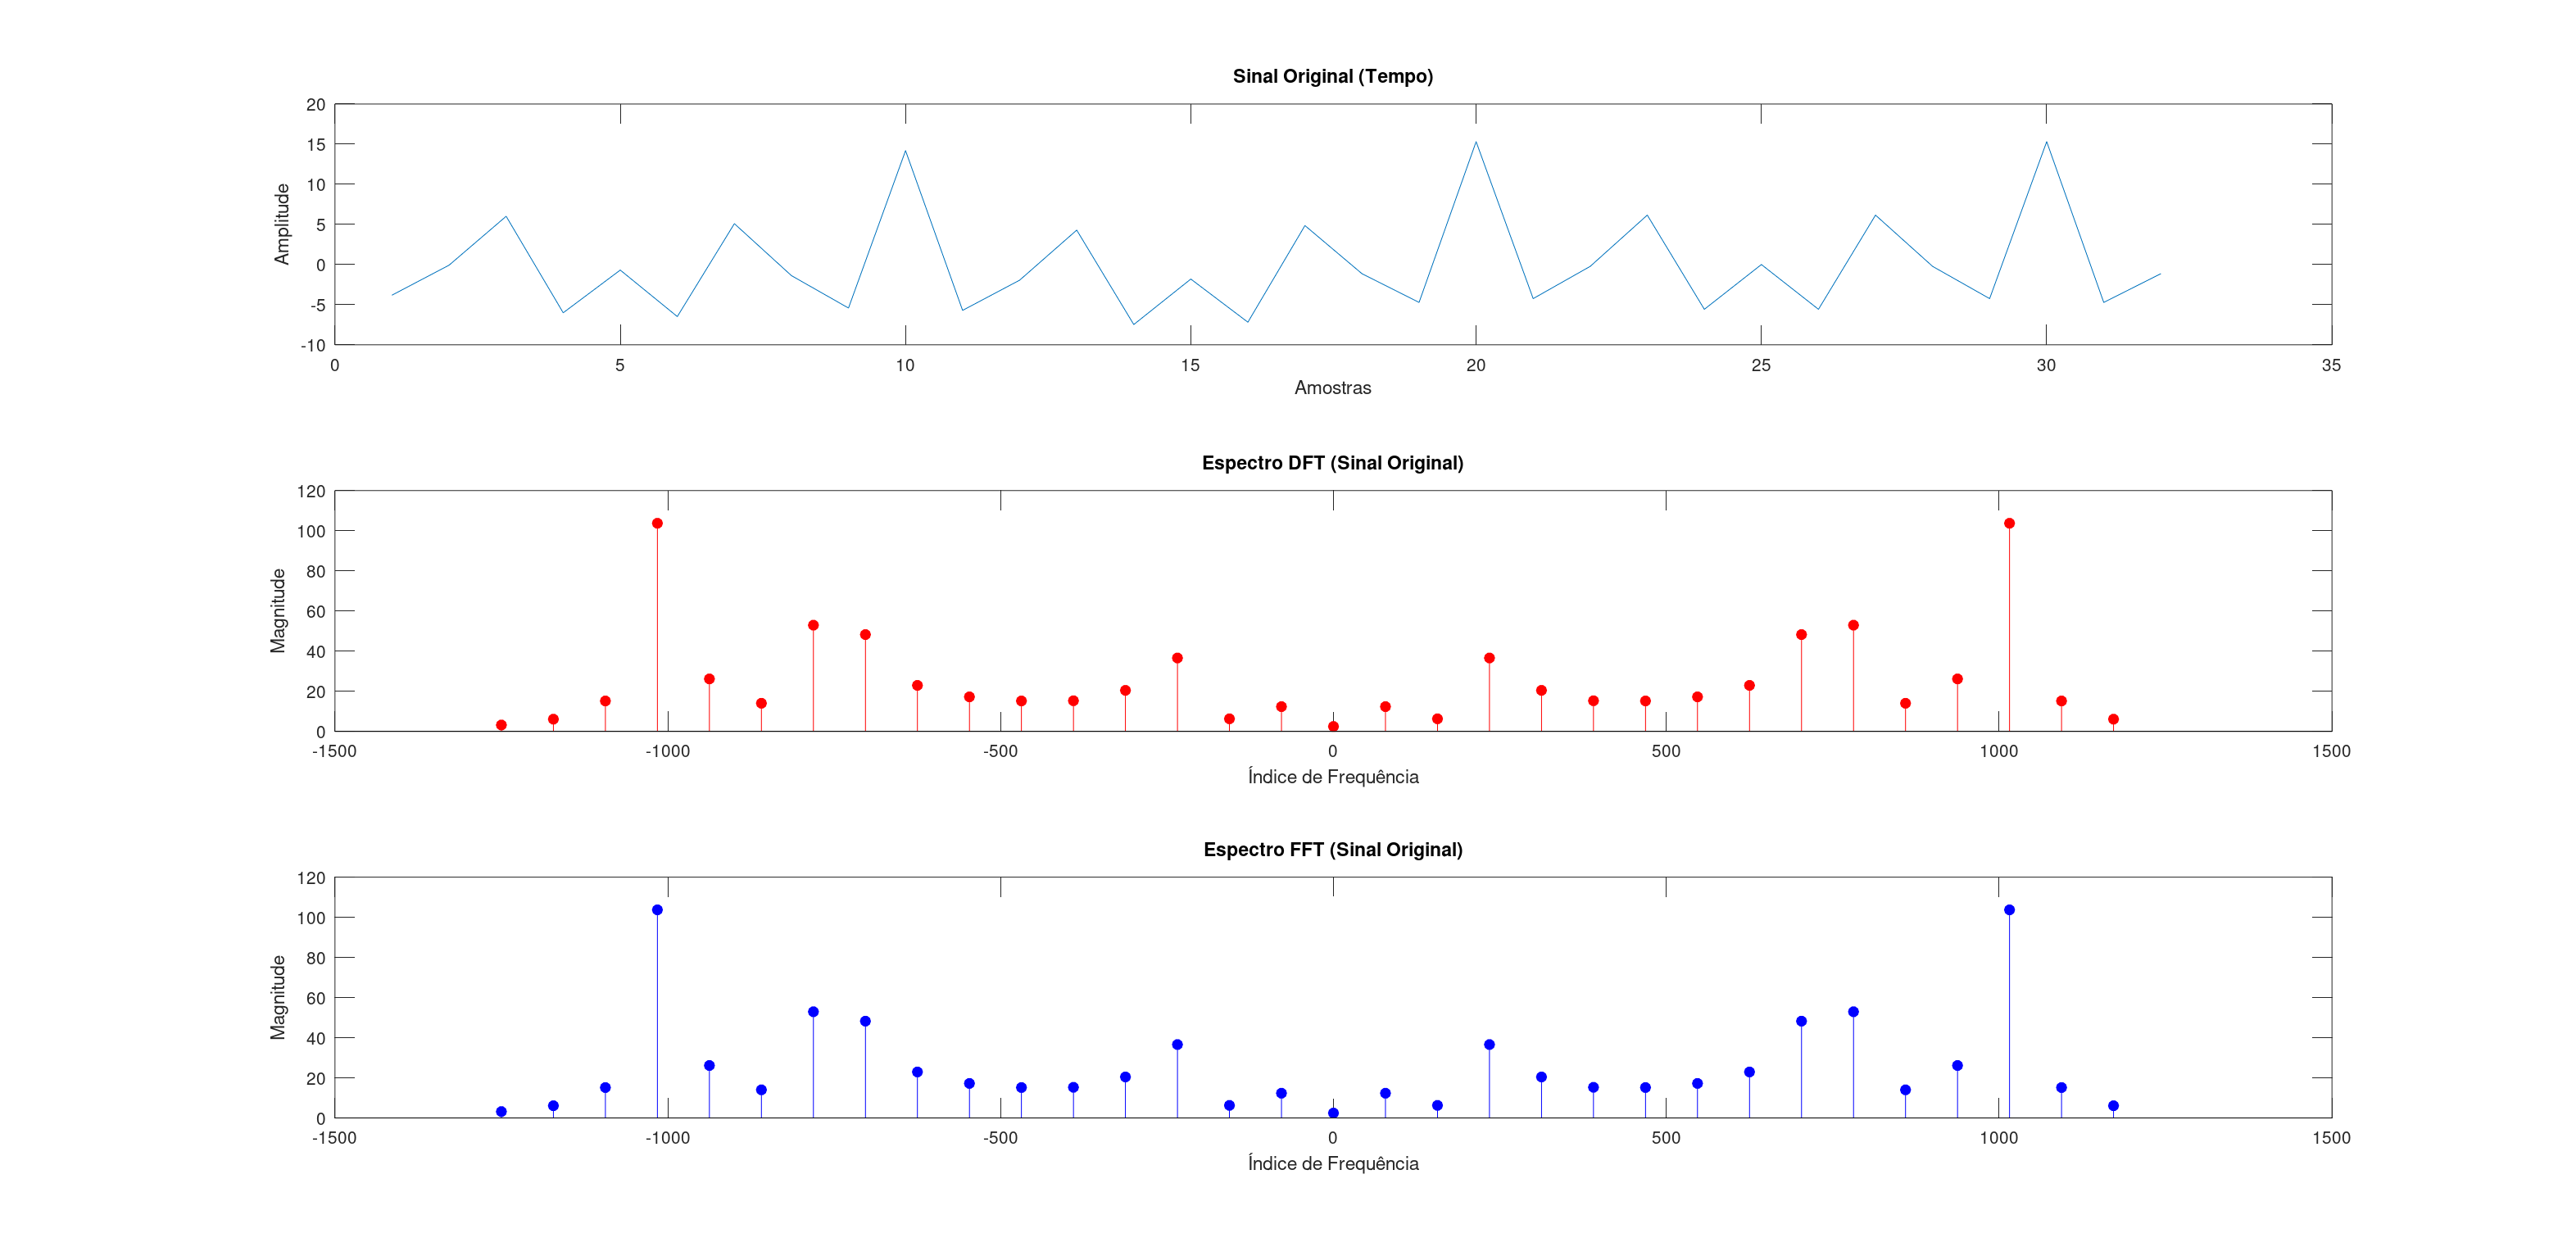 Sinal Original (Tempo)
20
15
10
5
0
-5
-10
Amplitude
0 5 10 15 20 25 30 35
Amostras
Espectro DFT (Sinal Original)
120
100
80
60
40
20
0
Magnitude
-1500 -1000 -500 0 500 1000 1500
Índice de Frequência
Espectro FFT (Sinal Original)
120
100
80
60
40
20
0
Magnitude
-1500 -1000 -500 0 500 1000 1500
Índice de Frequência